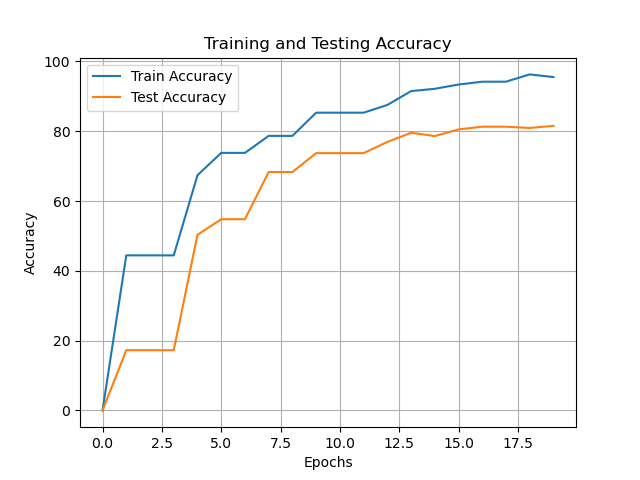 Training and Testing Accuracy
Train Accuracy
Test Accuracy
100
80
60
40
20
0
Accuracy
0.0 2.5 5.0 7.5 10.0 12.5 15.0 17.5
Epochs